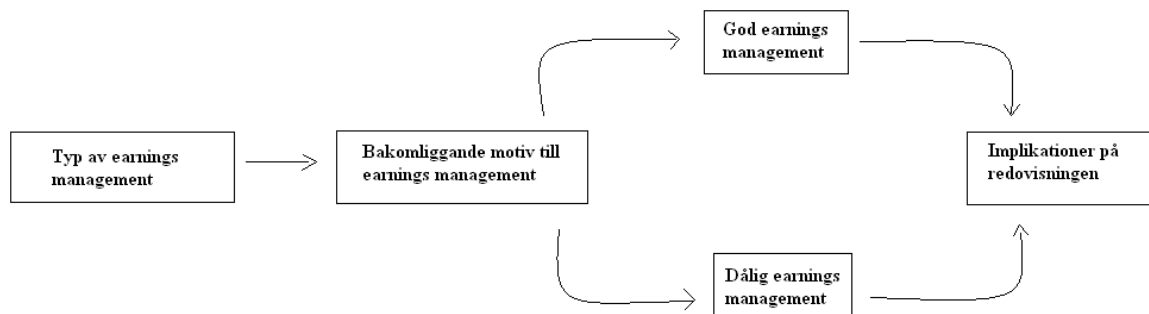 Typ av earnings
management
Bakomliggande motiv till
earnings management
God earnings
management
Dålig earnings
management
Implikationer på
redovisningen